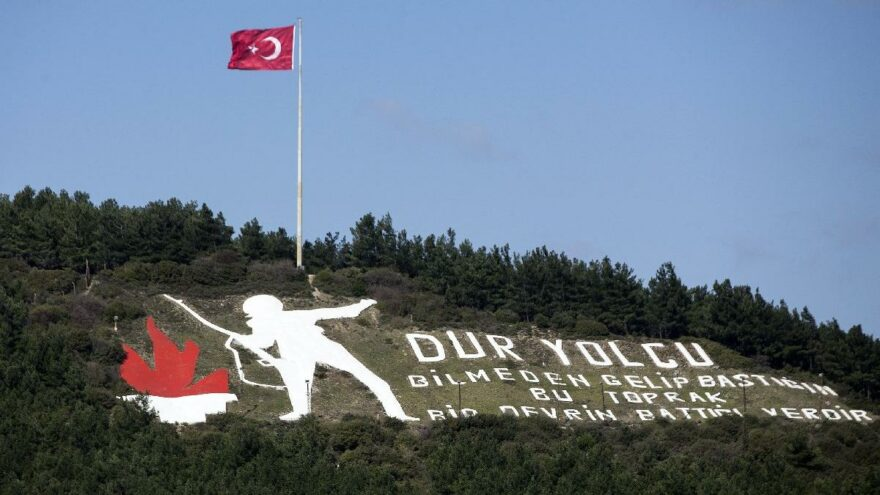 DUR YOLCU
BİLMEDEN GELİP BASTIĞIN
BU TOPRAK
BİR DEVRİN BATTIĞI YERDİR